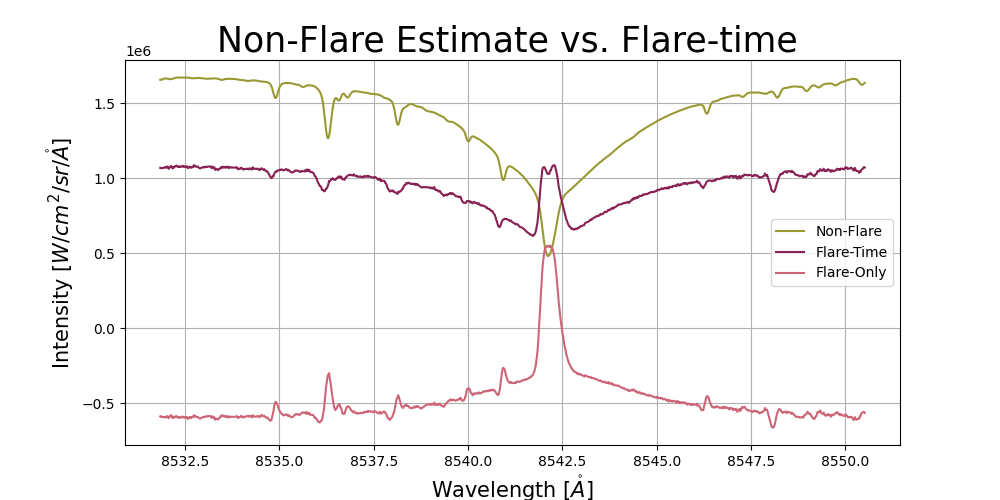 Non-Flare Estimate vs. Flare-time
1e6
1.5
1.0
0.5
0.0
−0.5
Intensity [W/cm²/sr/Å]
Non-Flare
Flare-Time
Flare-Only
8532.5 8535.0 8537.5 8540.0 8542.5 8545.0 8547.5 8550.0
Wavelength [Å]